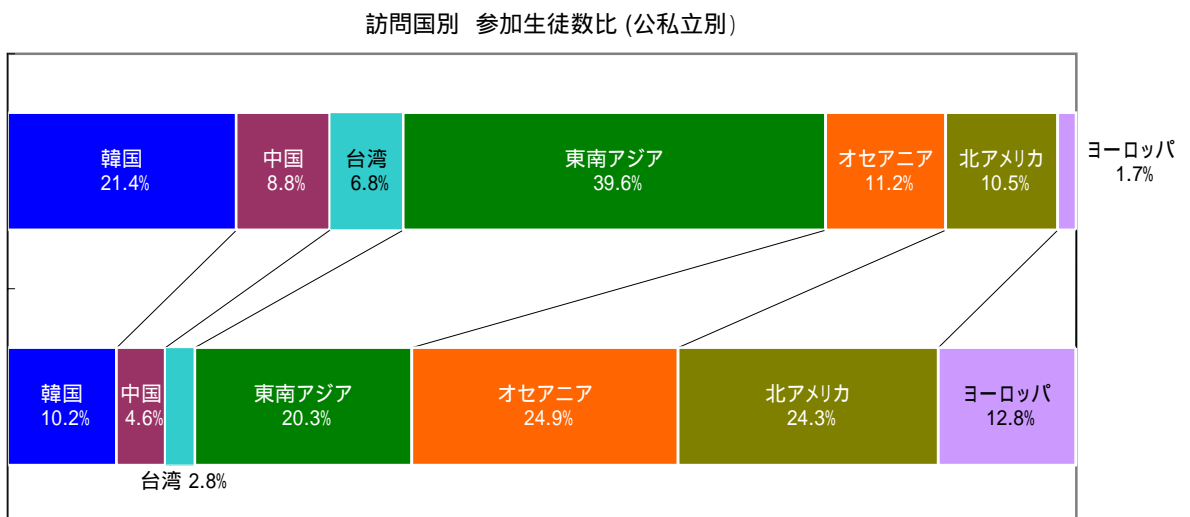 訪問国別 参加生徒数比 (公私立別)
韓国
21.4%
中国
8.8%
台湾
6.8%
東南アジア
39.6%
オセアニア
11.2%
北アメリカ
10.5%
ヨーロッパ
1.7%
韓国
10.2%
中国
4.6%
台湾 2.8%
東南アジア
20.3%
オセアニア
24.9%
北アメリカ
24.3%
ヨーロッパ
12.8%